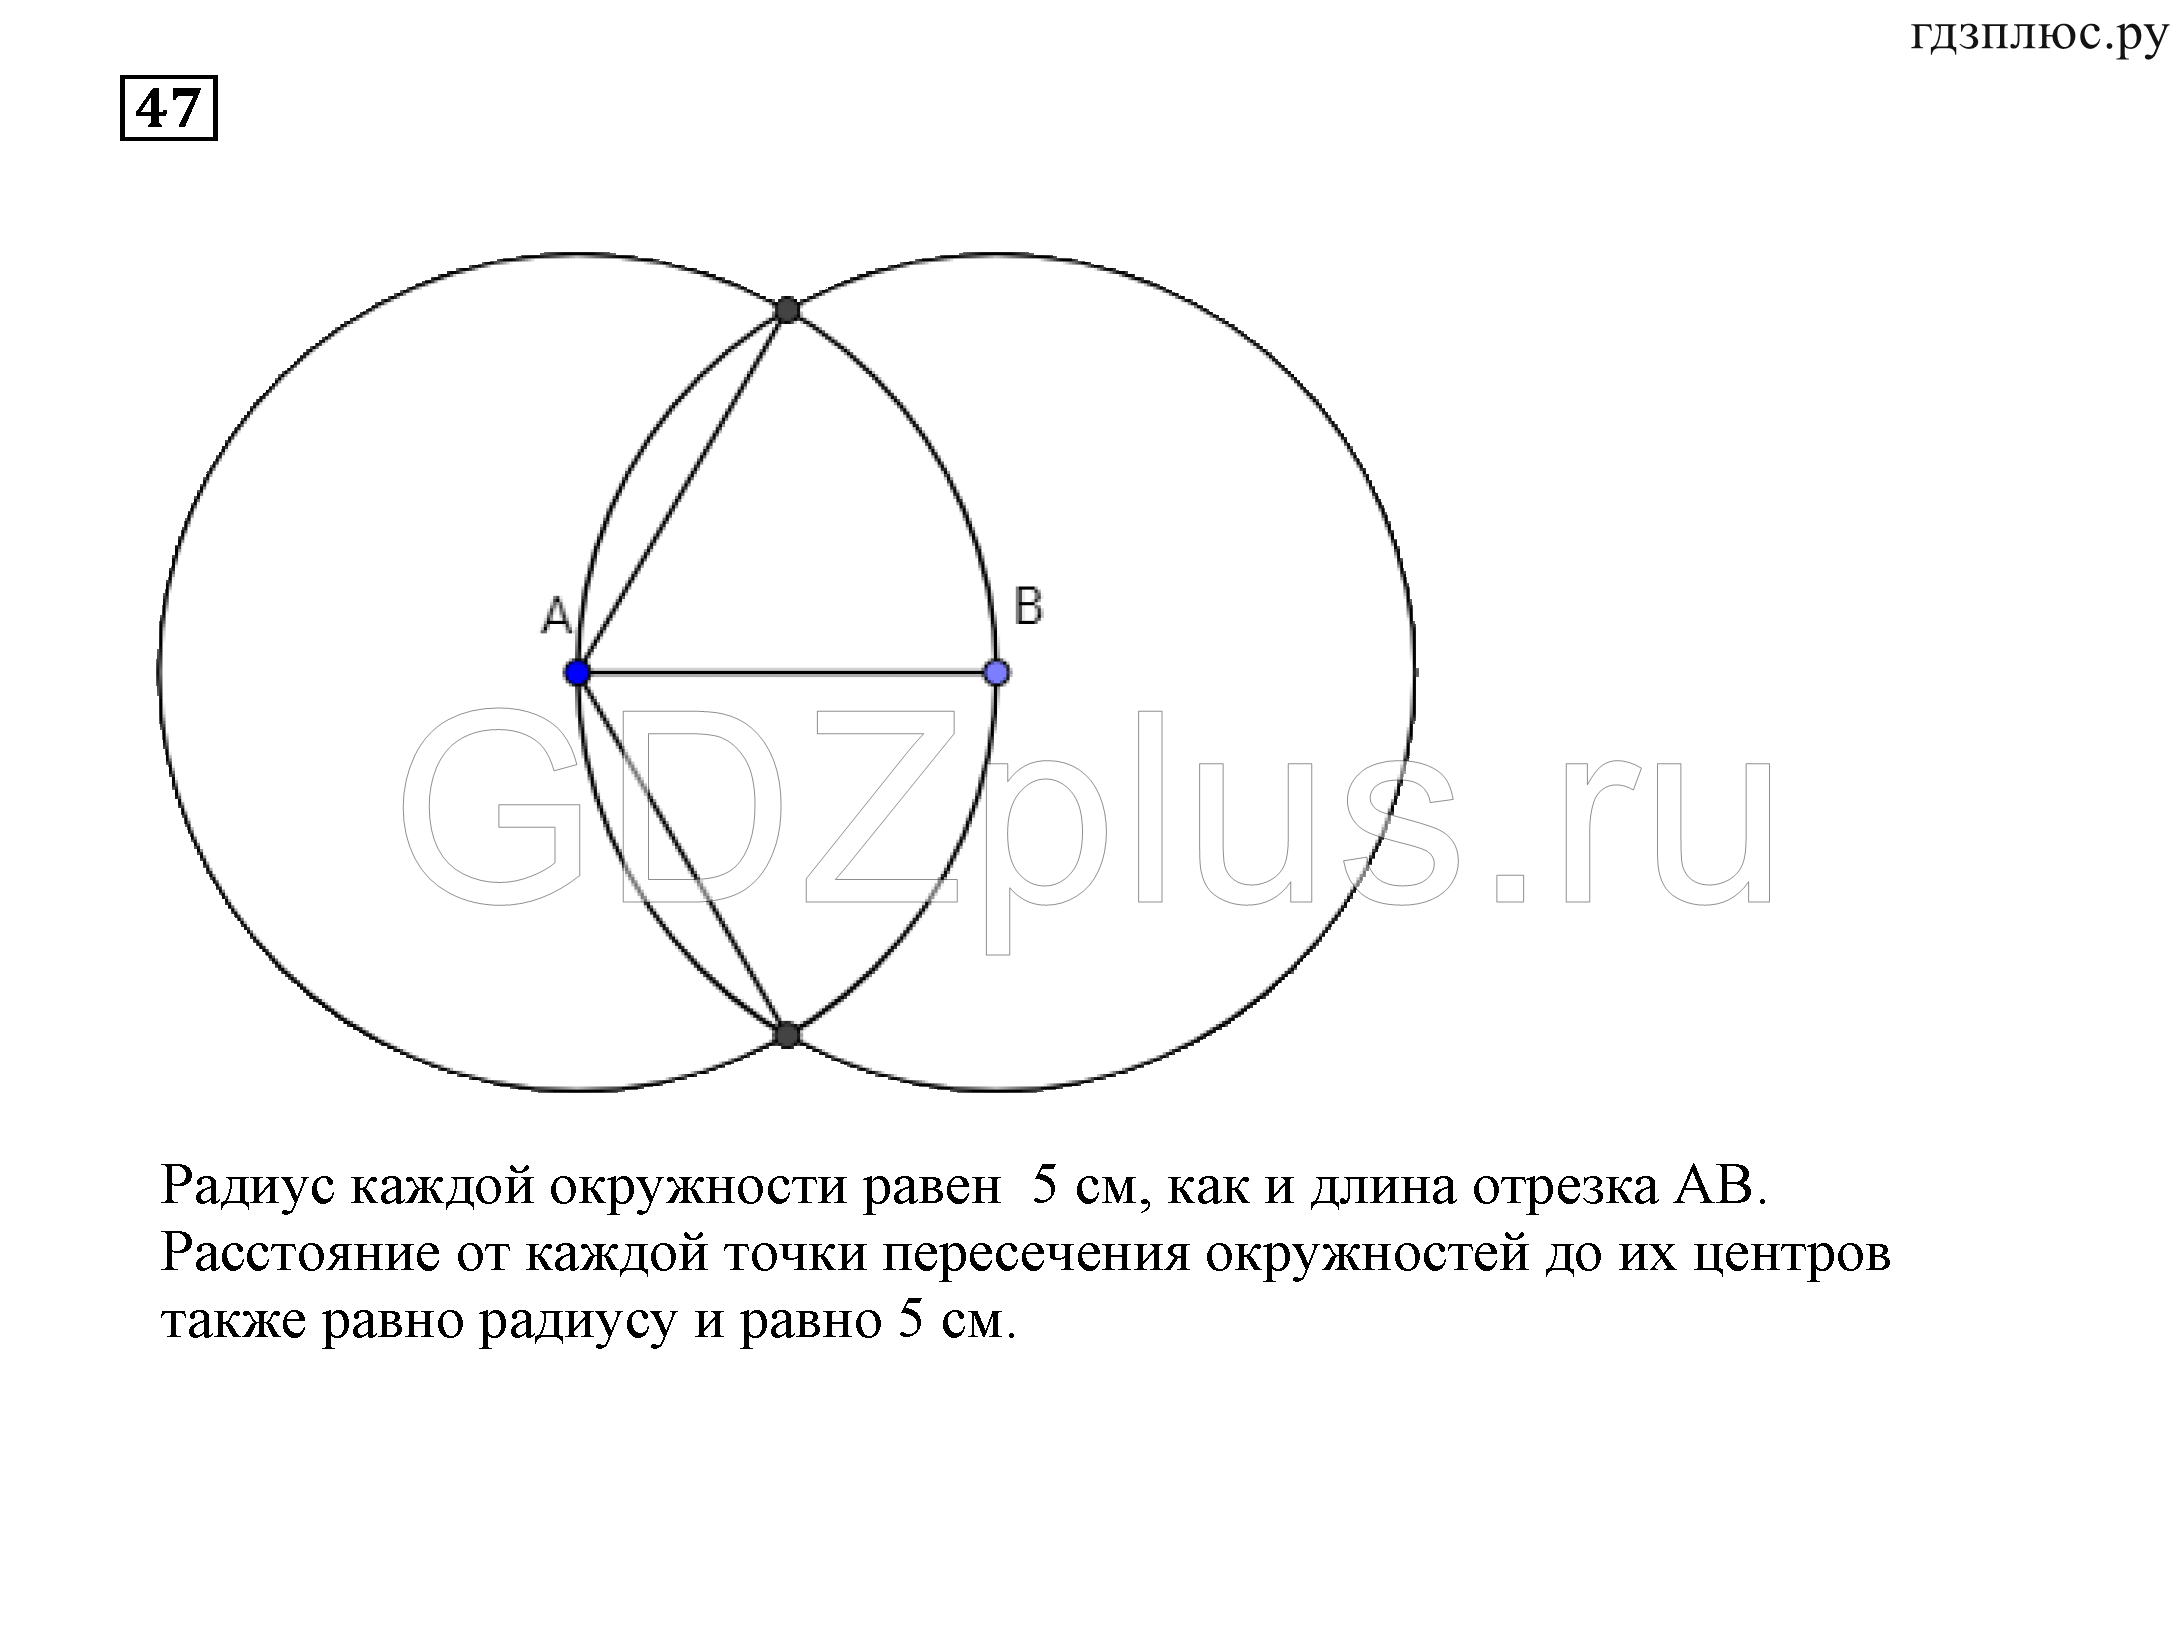 гдзплюс.ру
47
A
B
GDZplus.ru
Радиус каждой окружности равен 5 см, как и длина отрезка АВ.
Расстояние от каждой точки пересечения окружностей до их центров
также равно радиусу и равно 5 см.